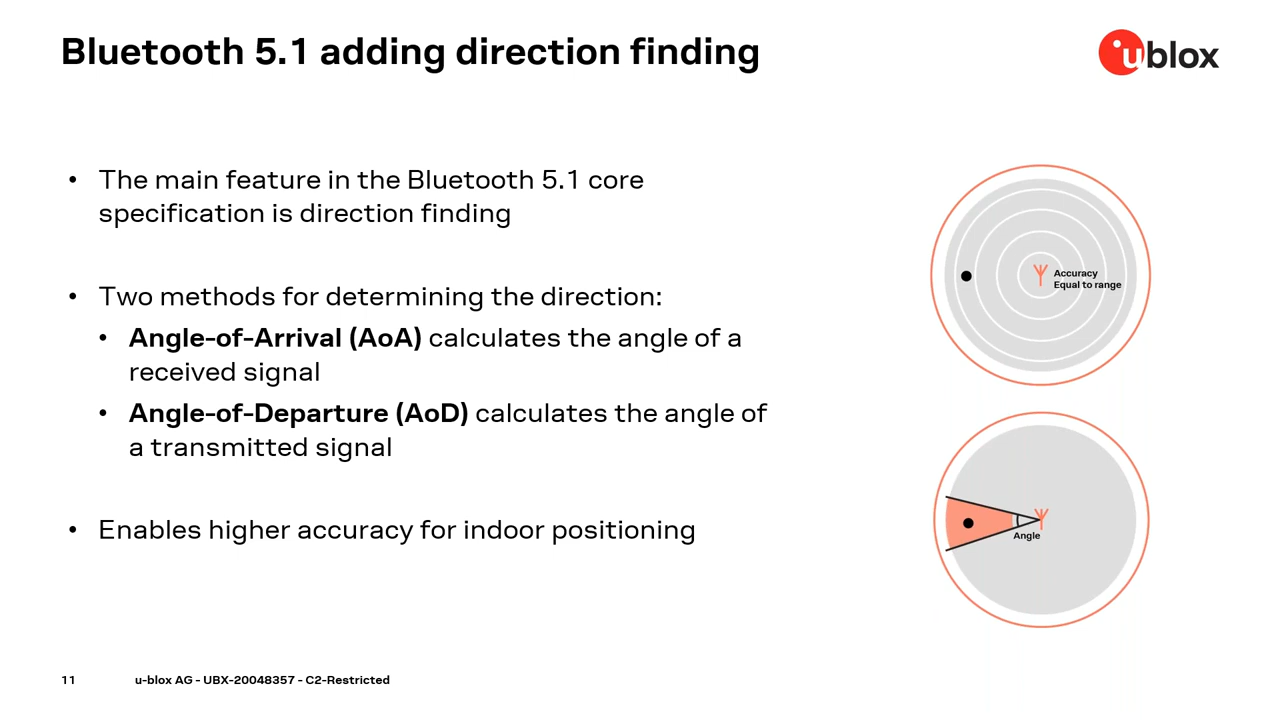 Bluetooth 5.1 adding direction finding
ublox
• The main feature in the Bluetooth 5.1 core
specification is direction finding
• Two methods for determining the direction:
• Angle-of-Arrival (AoA) calculates the angle of a
received signal
• Angle-of-Departure (AoD) calculates the angle of
a transmitted signal
• Enables higher accuracy for indoor positioning
Accuracy
Equal to range
Angle
11 u-blox AG - UBX-20048357 - C2-Restricted